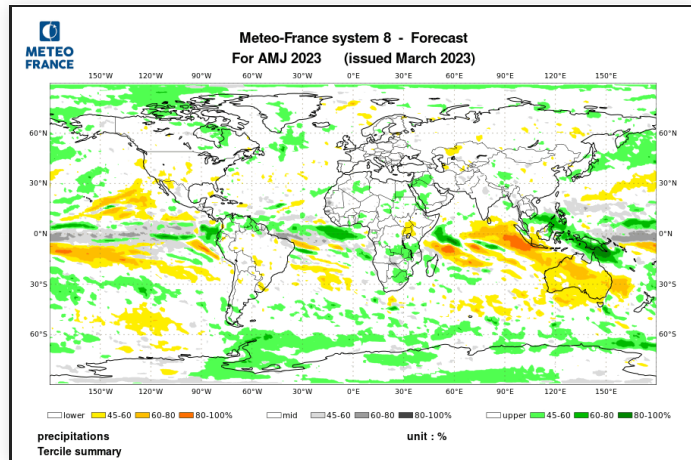 METEO
FRANCE
Meteo-France system 8 - Forecast
For AMJ 2023 (issued March 2023)
150°W 120°W 90°W 60°W 30°W 0°E 30°E 60°E 90°E 120°E 150°E
60°N 60°N
30°N 30°N
0°N 0°N
30°S 30°S
60°S 60°S
150°W 120°W 90°W 60°W 30°W 0°E 30°E 60°E 90°E 120°E 150°E
lower 45-60 60-80 80-100% mid 45-60 60-80 80-100% upper 45-60 60-80 80-100%
precipitations unit : %
Tercile summary